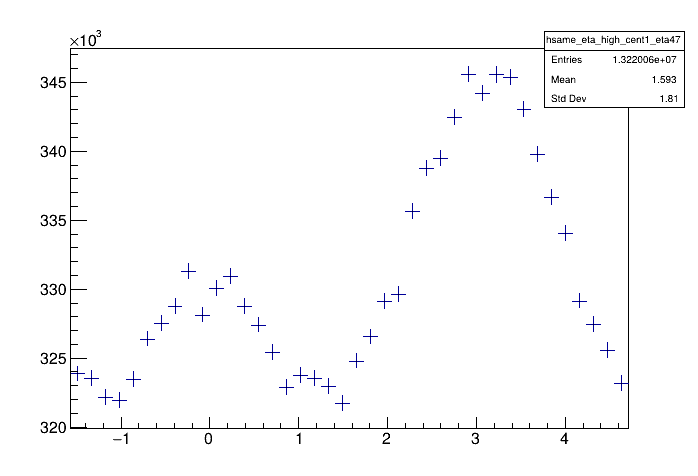 ×10³
hsame_eta_high_cent1_eta47
Entries 1.322006e+07
Mean 1.593
Std Dev 1.81
345
340
335
330
325
320
−1 0 1 2 3 4